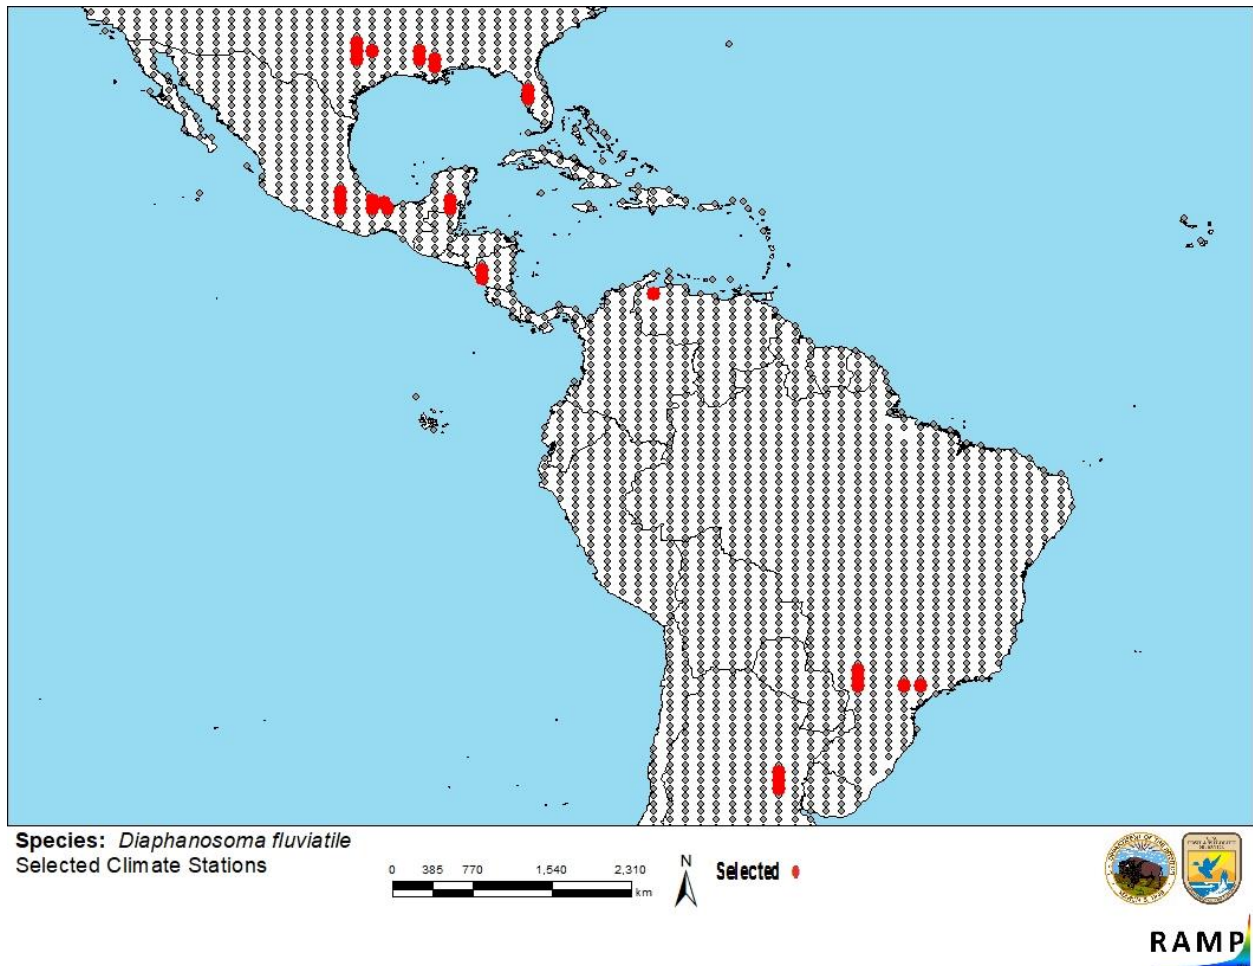 Species: Diaphanosoma fluviatile
Selected Climate Stations
0 385 770 1,540 2,310
km
N
Selected
RAMP